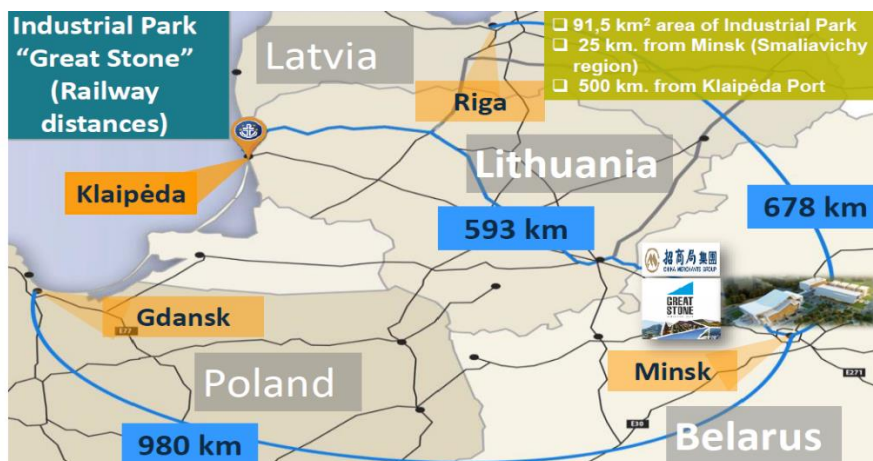 Industrial Park
“Great Stone”
(Railway
distances)
❑ 91,5 km² area of Industrial Park
❑ 25 km. from Minsk (Smaliavichy
region)
❑ 500 km. from Klaipėda Port
Latvia
Riga
Lithuania
Klaipėda
593 km
678 km
招商局集團
CHINA MERCHANTS GROUP
GREAT
STONE
Gdansk
E77
Minsk
E271
Poland
E30
980 km
Belarus